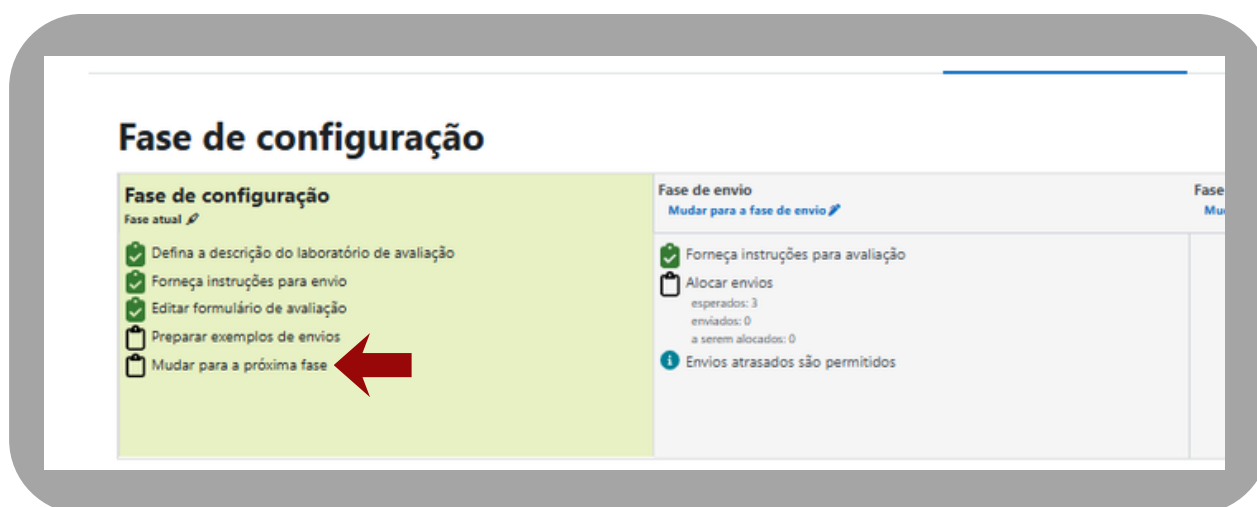 Fase de configuração
Fase de configuração
Fase atual
Defina a descrição do laboratório de avaliação
Forneça instruções para envio
Editar formulário de avaliação
Preparar exemplos de envios
Mudar para a próxima fase
Fase de envio
Mudar para a fase de envio
Forneça instruções para avaliação
Alocar envios
esperados: 3
enviados: 0
a serem alocados: 0
Envios atrasados são permitidos
Fase